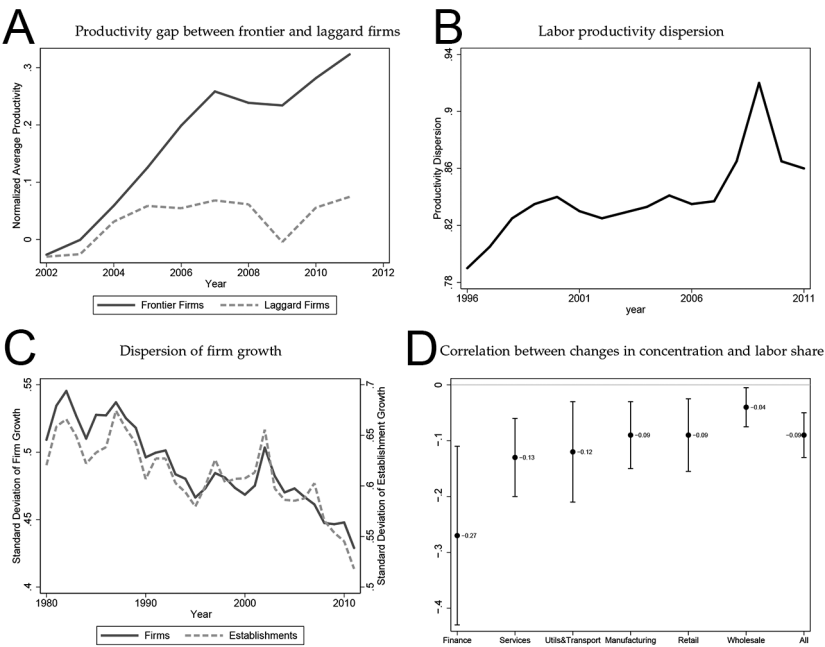 A
Productivity gap between frontier and laggard firms
Normalized Average Productivity
.3
.2
.1
0
2002 2004 2006 2008 2010 2012
Year
Frontier Firms Laggard Firms
B
Labor productivity dispersion
Productivity Dispersion
.94
.9
.86
.82
.78
1996 2001 2006 2011
year
C
Dispersion of firm growth
Standard Deviation of Firm Growth
.55
.5
.45
.4
.7
.65
.6
.55
.5
Standard Deviation of Establishment Growth
1980 1990 2000 2010
Year
Firms Establishments
D
Correlation between changes in concentration and labor share
0
-.1
-.2
-.3
-.4
-0.27
-0.13
-0.12
-0.09
-0.09
-0.04
-0.09
Finance Services Utils&Transport Manufacturing Retail Wholesale All